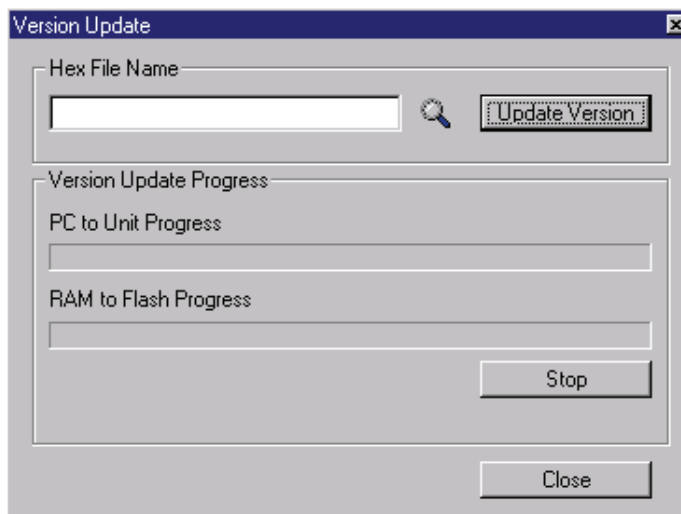 Version Update
Hex File Name
Update Version
Version Update Progress
PC to Unit Progress
RAM to Flash Progress
Stop
Close